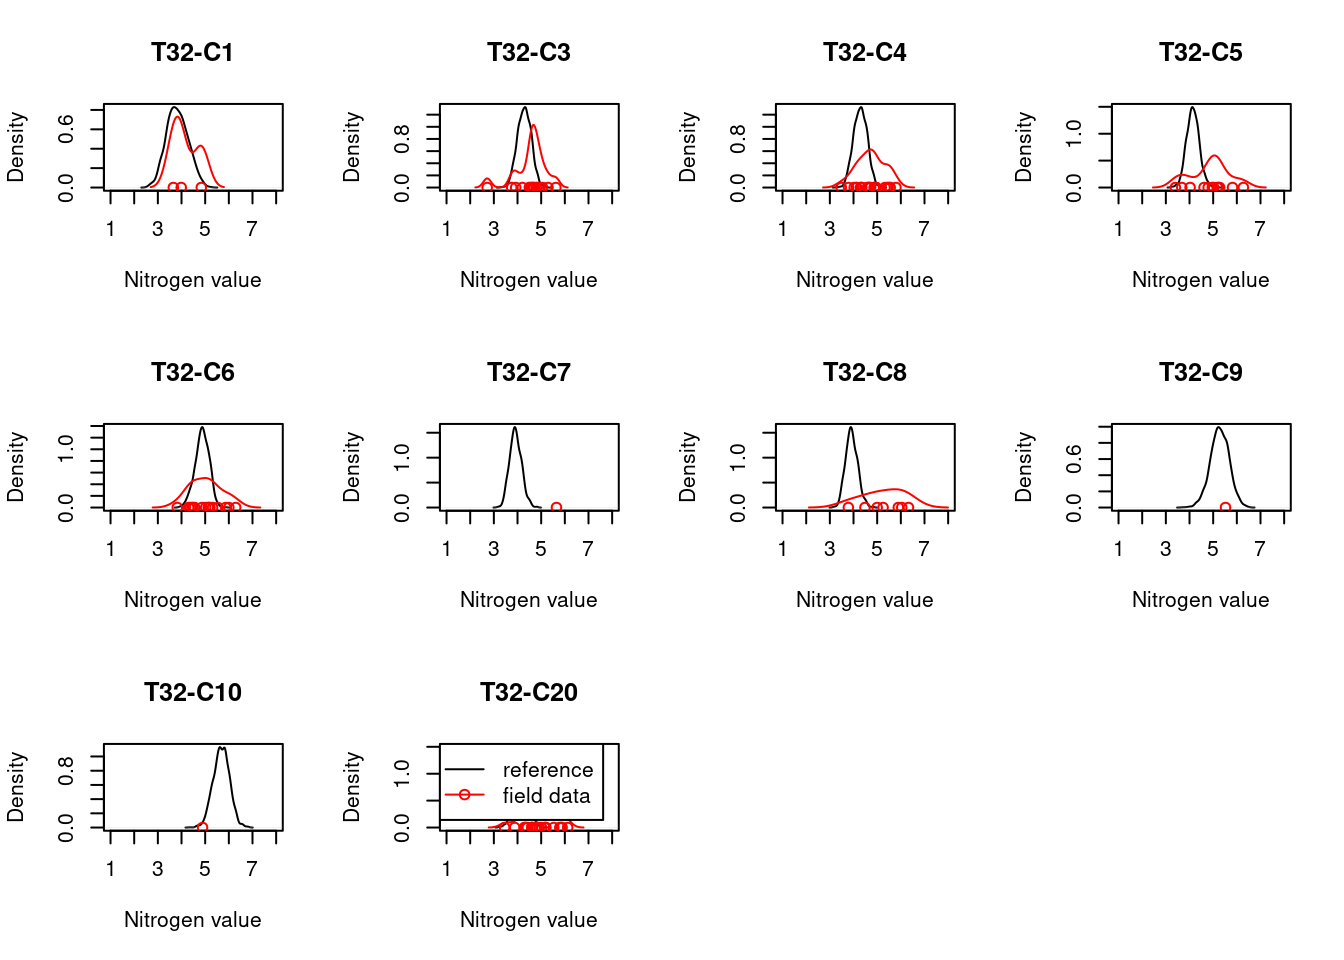 T32-C1
Density
0.0 0.6
1 3 5 7
Nitrogen value
T32-C3
Density
0.0 0.8
1 3 5 7
Nitrogen value
T32-C4
Density
0.0 0.8
1 3 5 7
Nitrogen value
T32-C5
Density
0.0 1.0
1 3 5 7
Nitrogen value
T32-C6
Density
0.0 1.0
1 3 5 7
Nitrogen value
T32-C7
Density
0.0 1.0
1 3 5 7
Nitrogen value
T32-C8
Density
0.0 1.0
1 3 5 7
Nitrogen value
T32-C9
Density
0.0 0.6
1 3 5 7
Nitrogen value
T32-C10
Density
0.0 0.8
1 3 5 7
Nitrogen value
T32-C20
Density
0.0 1.0
reference
field data
1 3 5 7
Nitrogen value